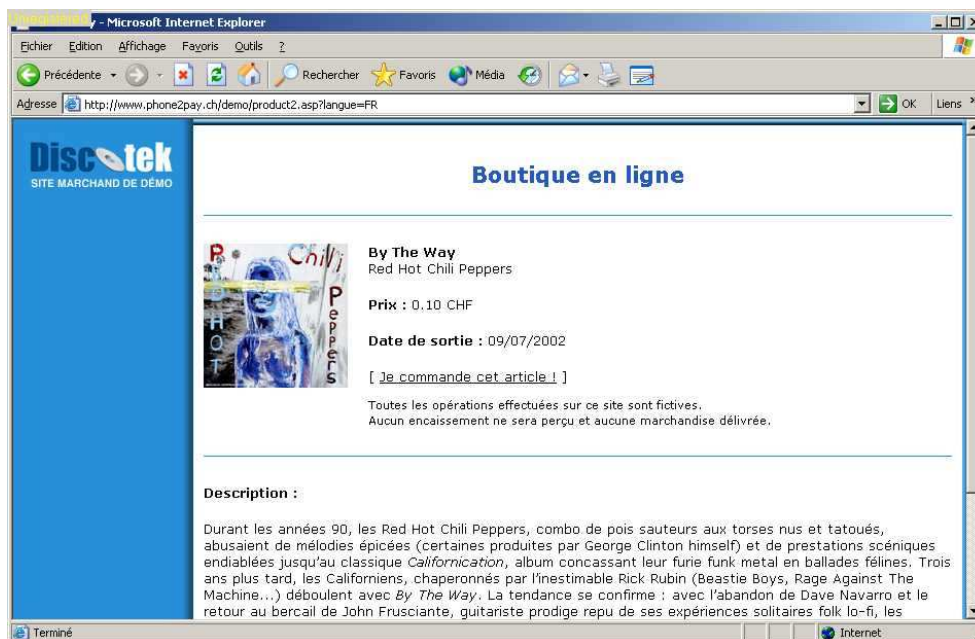 Unregistered y - Microsoft Internet Explorer
Fichier Edition Affichage Favoris Outils ?
Précédente Rechercher Favoris Média
Adresse http://www.phone2pay.ch/demo/product2.asp?langue=FR OK Liens »
Discotek
SITE MARCHAND DE DÉMO
Boutique en ligne
Red Hot Chili Peppers
By The Way
Red Hot Chili Peppers
Prix : 0.10 CHF
Date de sortie : 09/07/2002
[ Je commande cet article ! ]
Toutes les opérations effectuées sur ce site sont fictives.
Aucun encaissement ne sera perçu et aucune marchandise délivrée.
Description :
Durant les années 90, les Red Hot Chili Peppers, combo de pois sauteurs aux torses nus et tatoués,
abusaient de mélodies épicées (certaines produites par George Clinton himself) et de prestations scéniques
endiablées jusqu'au classique Californication, album concassant leur furie funk metal en ballades félines. Trois
ans plus tard, les Californiens, chaperonnés par l'inestimable Rick Rubin (Beastie Boys, Rage Against The
Machine...) déboulent avec By The Way. La tendance se confirme : avec l'abandon de Dave Navarro et le
retour au bercail de John Frusciante, guitariste prodige repu de ses expériences solitaires folk lo-fi, les
Terminé Internet